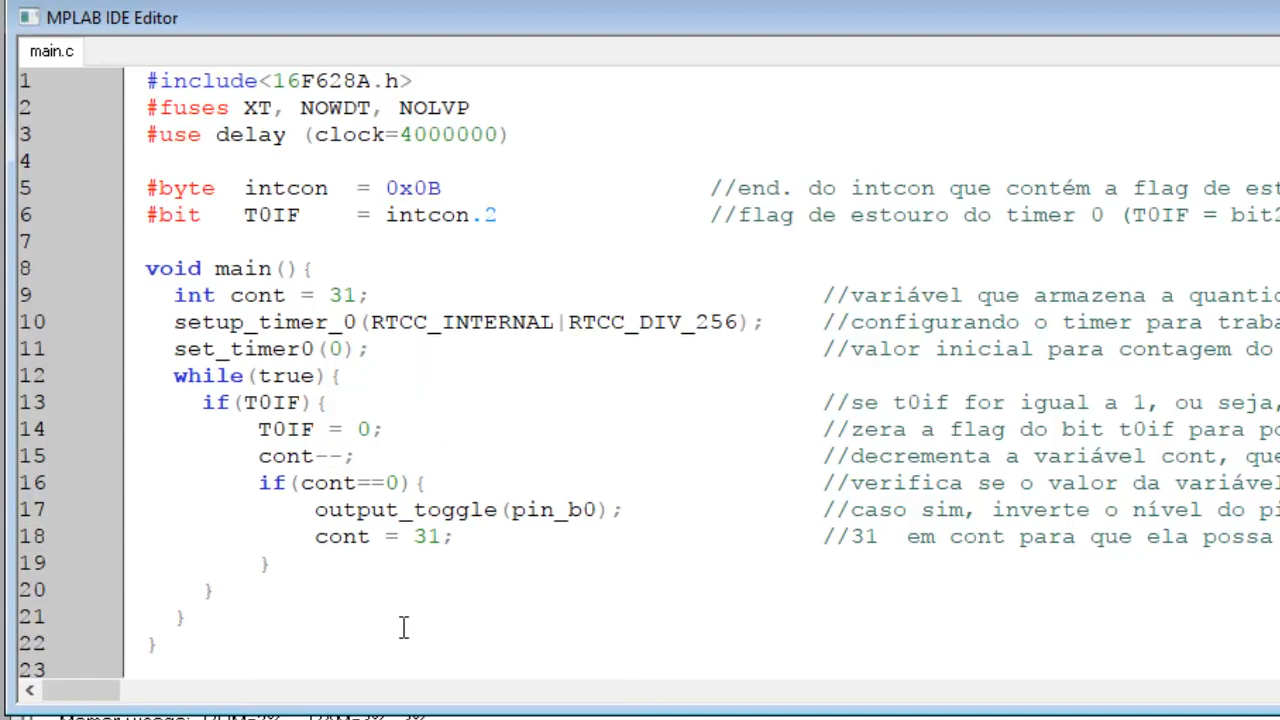 MPLAB IDE Editor
main.c
1 #include<16F628A.h>
2 #fuses XT, NOWDT, NOLVP
3 #use delay (clock=4000000)
4
5 #byte intcon = 0x0B //end. do intcon que contém a flag de est
6 #bit T0IF = intcon.2 //flag de estouro do timer 0 (T0IF = bit2
7
8 void main(){
9 int cont = 31; //variável que armazena a quantid
10 setup_timer_0(RTCC_INTERNAL|RTCC_DIV_256); //configurando o timer para traba
11 set_timer0(0); //valor inicial para contagem do
12 while(true){
13 if(T0IF){ //se t0if for igual a 1, ou seja,
14 T0IF = 0; //zera a flag do bit t0if para po
15 cont--; //decrementa a variável cont, que
16 if(cont==0){ //verifica se o valor da variável
17 output_toggle(pin_b0); //caso sim, inverte o nível do pi
18 cont = 31; //31 em cont para que ela possa
19 }
20 }
21 }
22 }
23